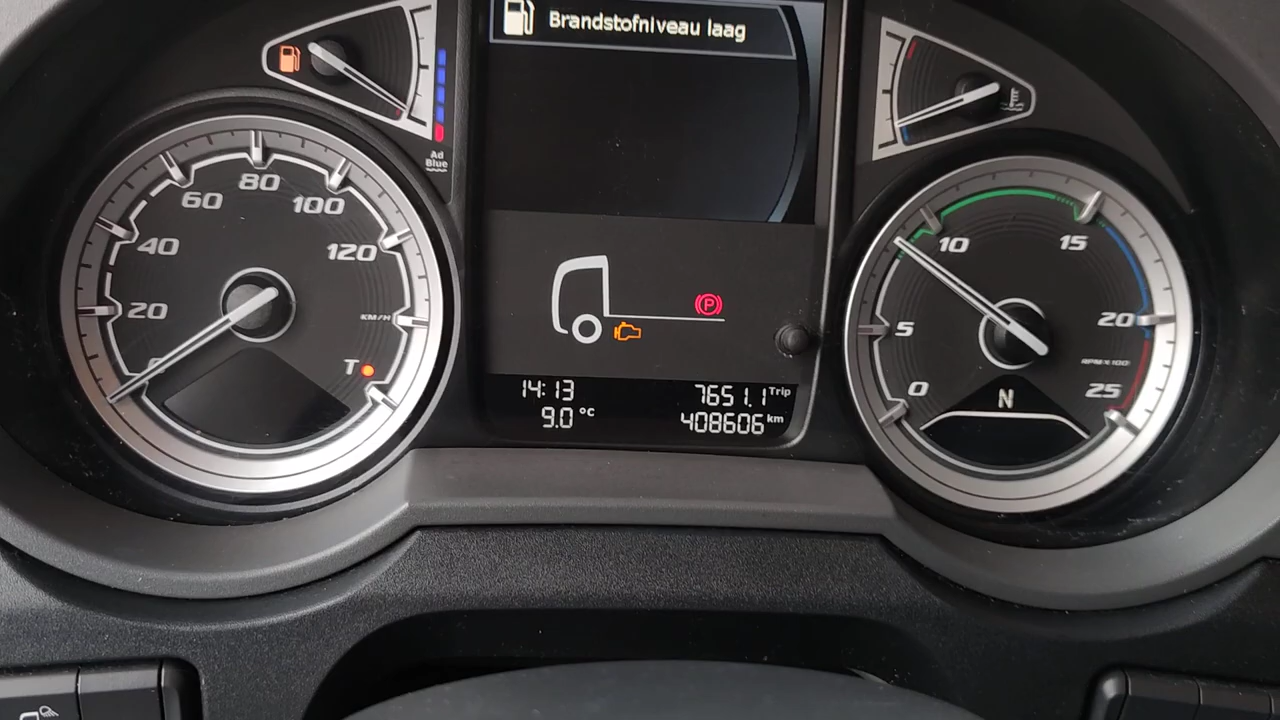 Brandstofniveau laag
Ad
Blue
0
20
40
60
80
100
120
KM/H
T
P
14:13
7651.1 Trip
9.0 °C
408606 km
0
5
10
15
20
25
RPM X 100
N